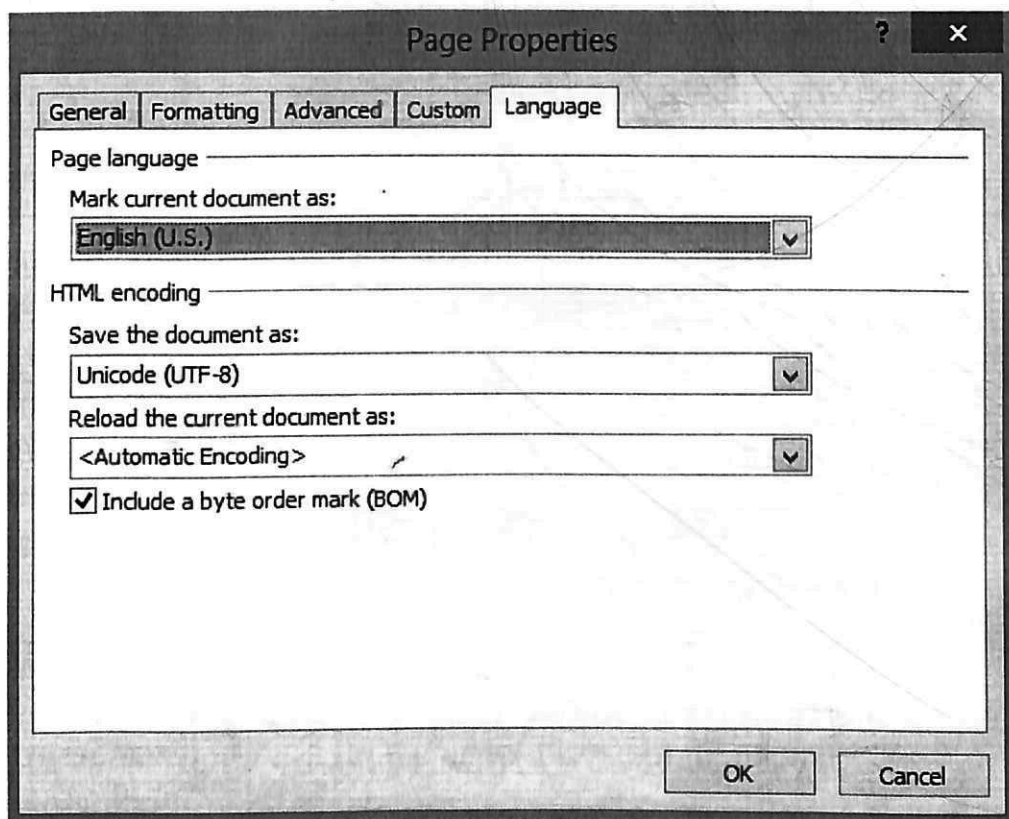 Page Properties
?
×
General Formatting Advanced Custom Language
Page language
Mark current document as:
English (U.S.)
HTML encoding
Save the document as:
Unicode (UTF-8)
Reload the current document as:
<Automatic Encoding>
Include a byte order mark (BOM)
OK Cancel